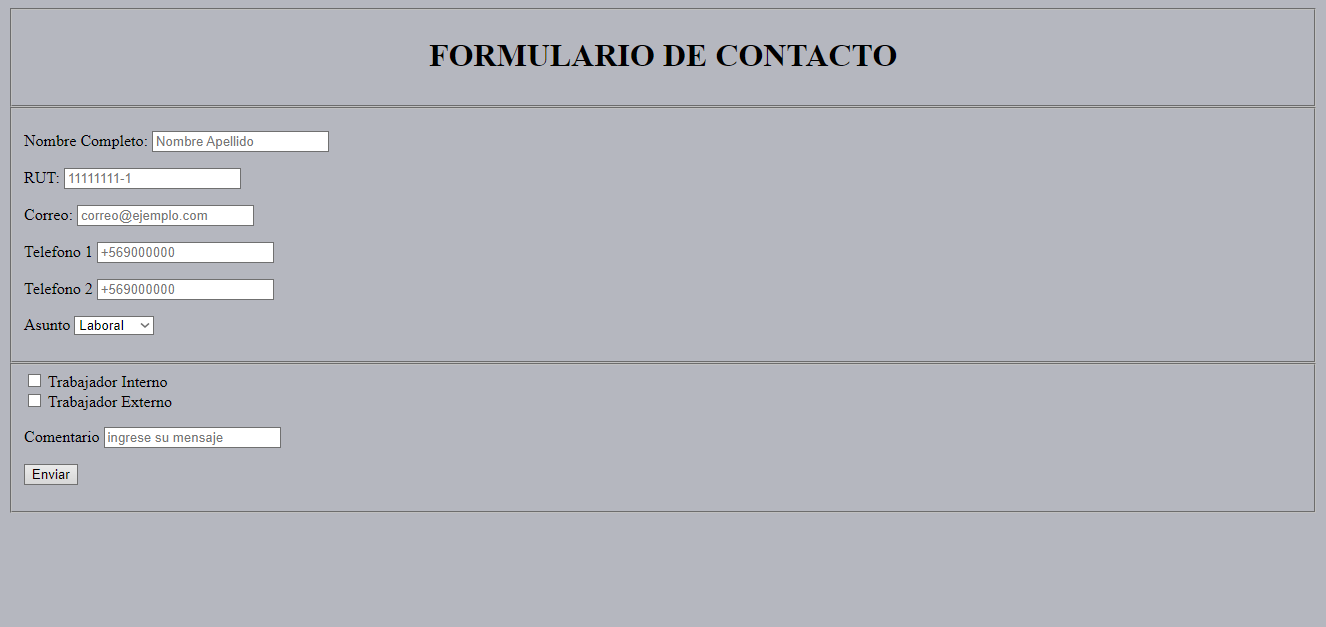 FORMULARIO DE CONTACTO
Nombre Completo: Nombre Apellido
RUT: 11111111-1
Correo: correo@ejemplo.com
Telefono 1 +569000000
Telefono 2 +569000000
Asunto Laboral
Trabajador Interno
Trabajador Externo
Comentario ingrese su mensaje
Enviar